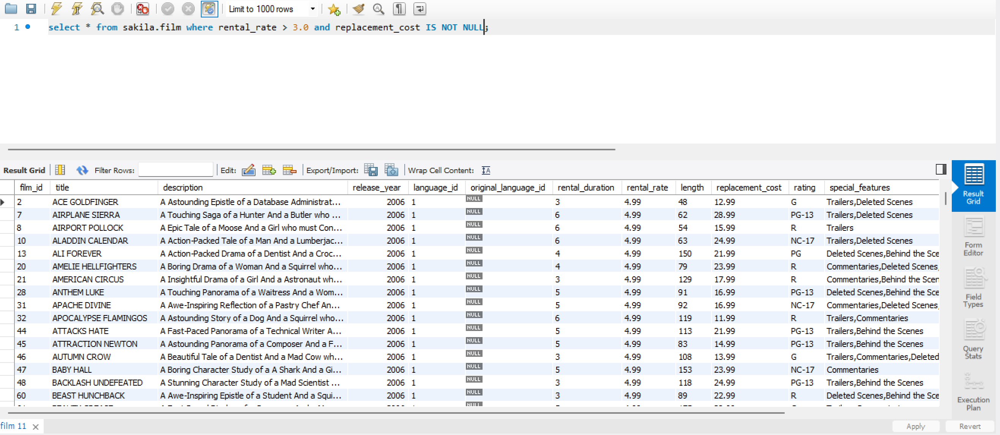 Limit to 1000 rows
1 select * from sakila.film where rental_rate > 3.0 and replacement_cost IS NOT NULL;
Result Grid Filter Rows: Edit: Export/Import: Wrap Cell Content:
film_id title description release_year language_id original_language_id rental_duration rental_rate length replacement_cost rating special_features
2 ACE GOLDFINGER A Astounding Epistle of a Database Administrat... 2006 1 NULL 3 4.99 48 12.99 G Trailers,Deleted Scenes
7 AIRPLANE SIERRA A Touching Saga of a Hunter And a Butler who ... 2006 1 NULL 6 4.99 62 28.99 PG-13 Trailers,Deleted Scenes
8 AIRPORT POLLOCK A Epic Tale of a Moose And a Girl who must Con... 2006 1 NULL 6 4.99 54 15.99 R Trailers
10 ALADDIN CALENDAR A Action-Packed Tale of a Man And a Lumberjac... 2006 1 NULL 6 4.99 63 24.99 NC-17 Trailers,Deleted Scenes
13 ALI FOREVER A Action-Packed Drama of a Dentist And a Croc... 2006 1 NULL 4 4.99 150 21.99 PG Deleted Scenes,Behind the Sce
20 AMELIE HELLFIGHTERS A Boring Drama of a Woman And a Squirrel who... 2006 1 NULL 4 4.99 79 23.99 R Commentaries,Deleted Scenes,
21 AMERICAN CIRCUS A Insightful Drama of a Girl And a Astronaut wh... 2006 1 NULL 3 4.99 129 17.99 R Commentaries,Behind the Scen
28 ANTHEM LUKE A Touching Panorama of a Waitress And a Wom... 2006 1 NULL 5 4.99 91 16.99 PG-13 Deleted Scenes,Behind the Sce
31 APACHE DIVINE A Awe-Inspiring Reflection of a Pastry Chef An... 2006 1 NULL 5 4.99 92 16.99 NC-17 Commentaries,Deleted Scenes,
32 APOCALYPSE FLAMINGOS A Astounding Story of a Dog And a Squirrel who... 2006 1 NULL 6 4.99 119 11.99 R Trailers,Commentaries
44 ATTACKS HATE A Fast-Paced Panorama of a Technical Writer A... 2006 1 NULL 5 4.99 113 21.99 PG-13 Trailers,Behind the Scenes
45 ATTRACTION NEWTON A Astounding Panorama of a Composer And a F... 2006 1 NULL 5 4.99 83 14.99 PG-13 Trailers,Behind the Scenes
46 AUTUMN CROW A Beautiful Tale of a Dentist And a Mad Cow wh... 2006 1 NULL 3 4.99 108 13.99 G Trailers,Commentaries,Deleted
47 BABY HALL A Boring Character Study of a A Shark And a Gi... 2006 1 NULL 5 4.99 153 23.99 NC-17 Commentaries
48 BACKLASH UNDEFEATED A Stunning Character Study of a Mad Scientist ... 2006 1 NULL 3 4.99 118 24.99 PG-13 Trailers,Behind the Scenes
60 BEAST HUNCHBACK A Awe-Inspiring Epistle of a Student And a Squi... 2006 1 NULL 3 4.99 89 22.99 R Deleted Scenes,Behind the Sce
Result
Grid
Form
Editor
Field
Types
Query
Stats
Execution
Plan
film 11
Apply Revert